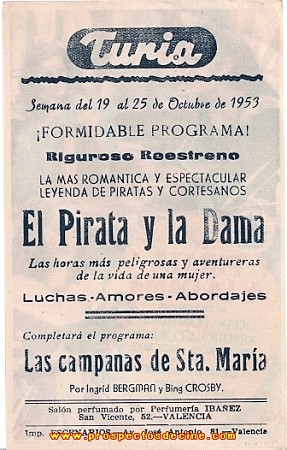 Turia
Semana del 19 al 25 de Octubre de 1953
¡FORMIDABLE PROGRAMA!
Riguroso Reestreno
LA MAS ROMANTICA Y ESPECTACULAR
LEYENDA DE PIRATAS Y CORTESANOS
El Pirata y la Dama
Las horas más peligrosas y aventureras
de la vida de una mujer.
Luchas.-Amores.-Abordajes
Completará el programa:
Las campanas de Sta. María
Por Ingrid BERGMAN y Bing CROSBY.
Salón perfumado por Perfumería IBAÑEZ
San Vicente, 52.—VALENCIA
Imp. ESCENARIOS.—Av. José Antonio 81.—Valencia
www.prospectosdecine.com